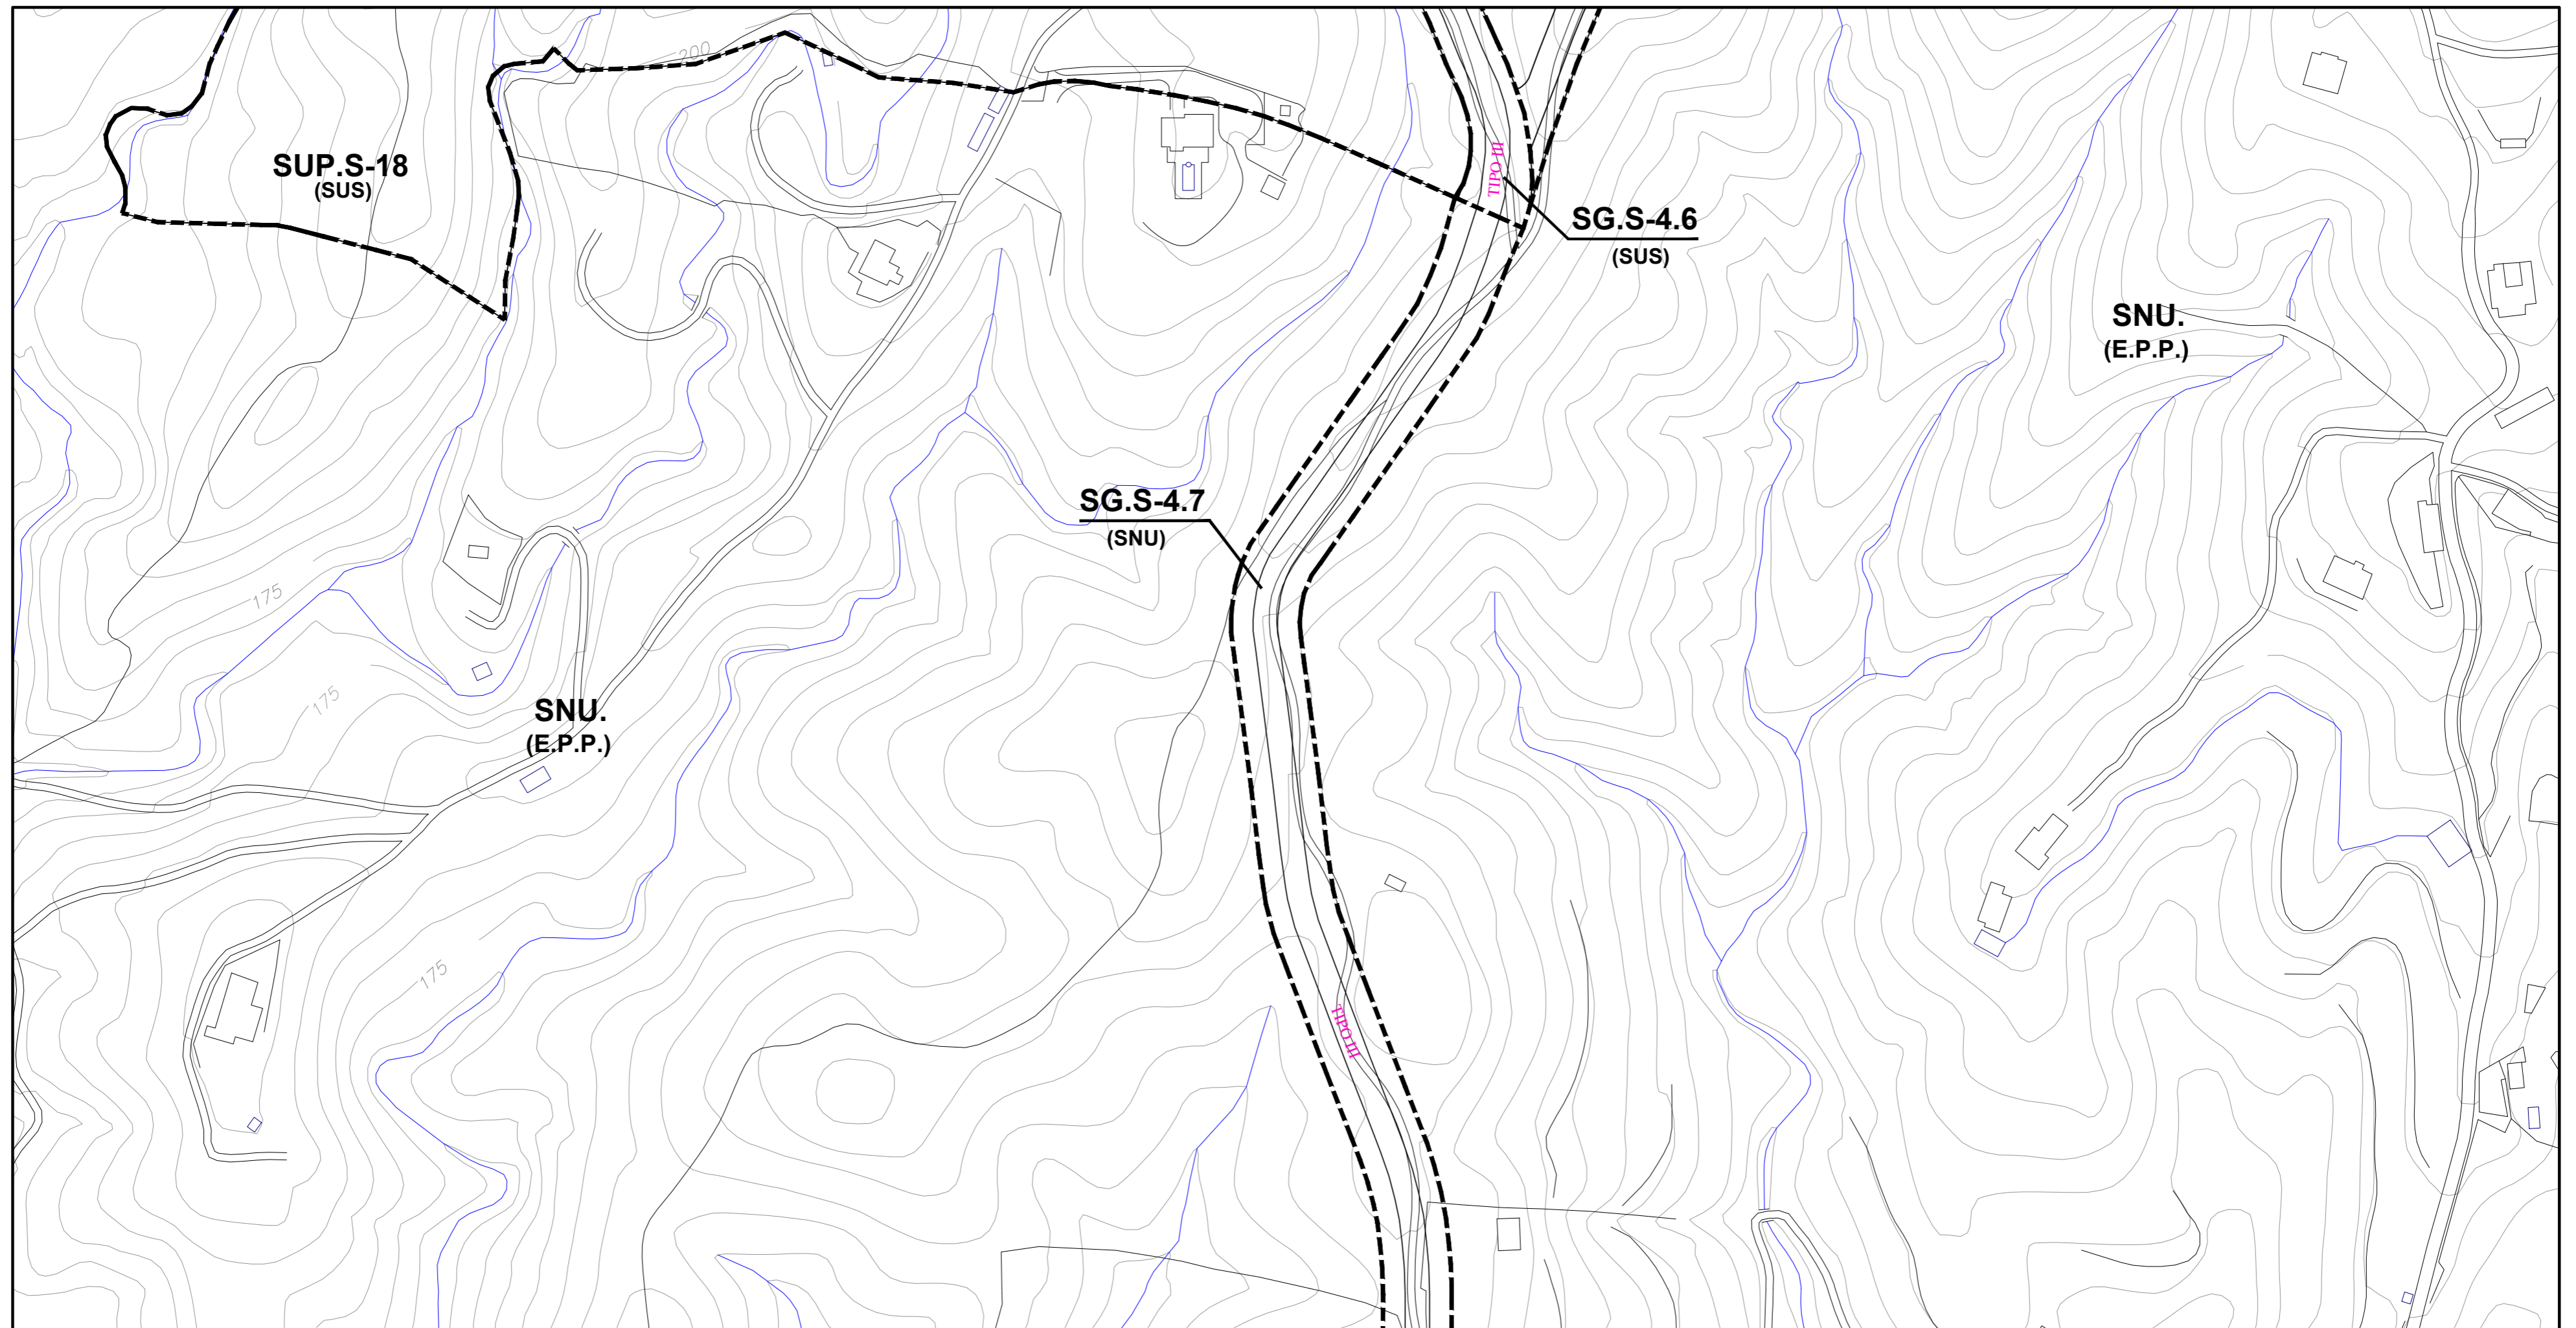 200
TIPO III
SUP.S-18
(SUS)
SG.S-4.6
(SUS)
SNU.
(E.P.P.)
SG.S-4.7
(SNU)
175
175
SNU.
(E.P.P.)
175
TIPO III